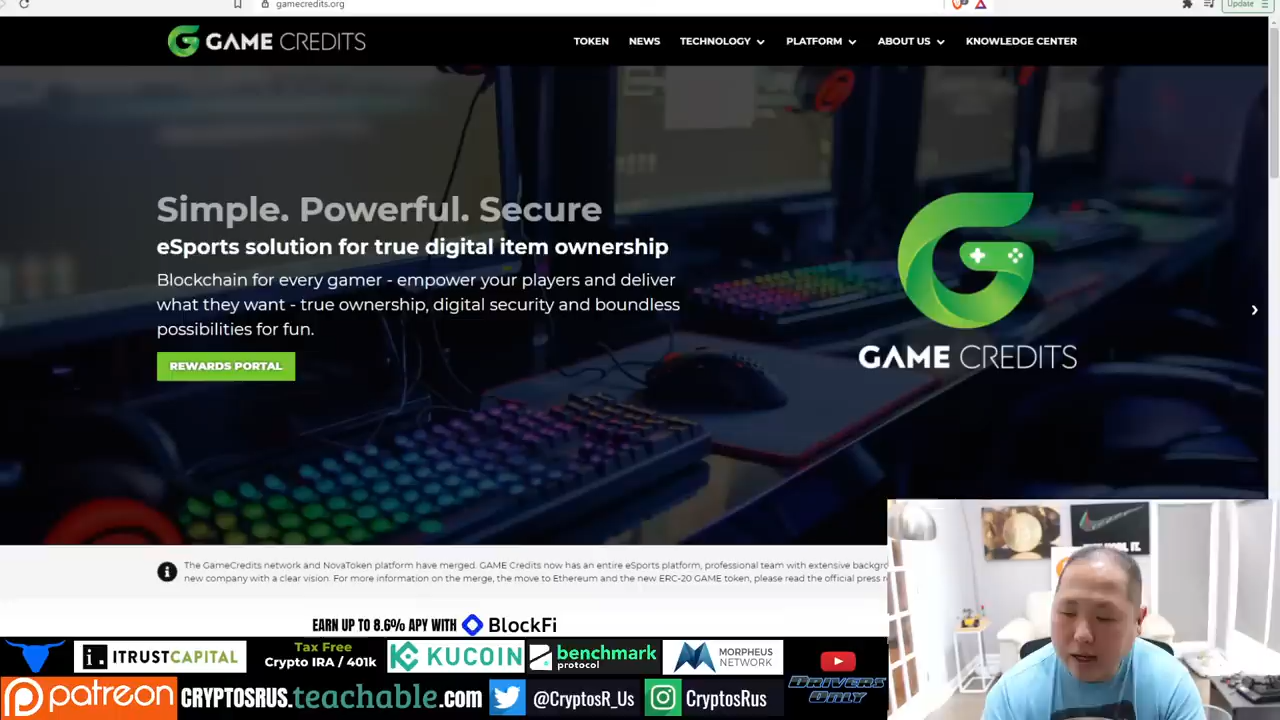 gamecredits.org
Update
GAME CREDITS
TOKEN NEWS TECHNOLOGY PLATFORM ABOUT US KNOWLEDGE CENTER
Simple. Powerful. Secure
eSports solution for true digital item ownership
Blockchain for every gamer - empower your players and deliver
what they want - true ownership, digital security and boundless
possibilities for fun.
REWARDS PORTAL
GAME CREDITS
The GameCredits network and NovaToken platform have merged. GAME Credits now has an entire eSports platform, professional team with extensive backgro
new company with a clear vision. For more information on the merge, the move to Ethereum and the new ERC-20 GAME token, please read the official press re
EARN UP TO 8.6% APY WITH BlockFi
i. ITRUSTCAPITAL
Tax Free
Crypto IRA / 401k
KUCOIN
benchmark
protocol
MORPHEUS
NETWORK
DRIVERS
ONLY
patreon
CRYPTOSRUS.teachable.com
@CryptosR_Us
CryptosRus